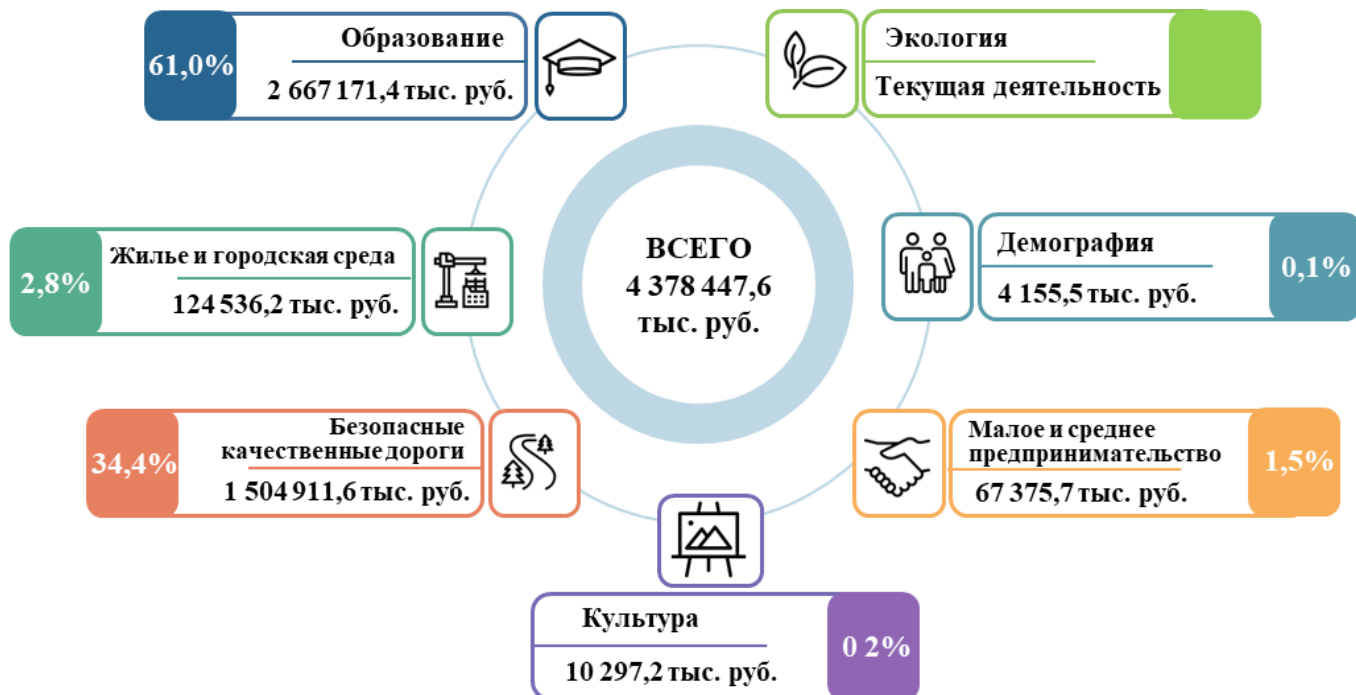 61,0%
Образование
2 667 171,4 тыс. руб.
Экология
Текущая деятельность
2,8%
Жилье и городская среда
124 536,2 тыс. руб.
ВСЕГО
4 378 447,6
тыс. руб.
Демография
4 155,5 тыс. руб.
0,1%
34,4%
Безопасные
качественные дороги
1 504 911,6 тыс. руб.
Малое и среднее
предпринимательство
67 375,7 тыс. руб.
1,5%
Культура
10 297,2 тыс. руб.
0 2%